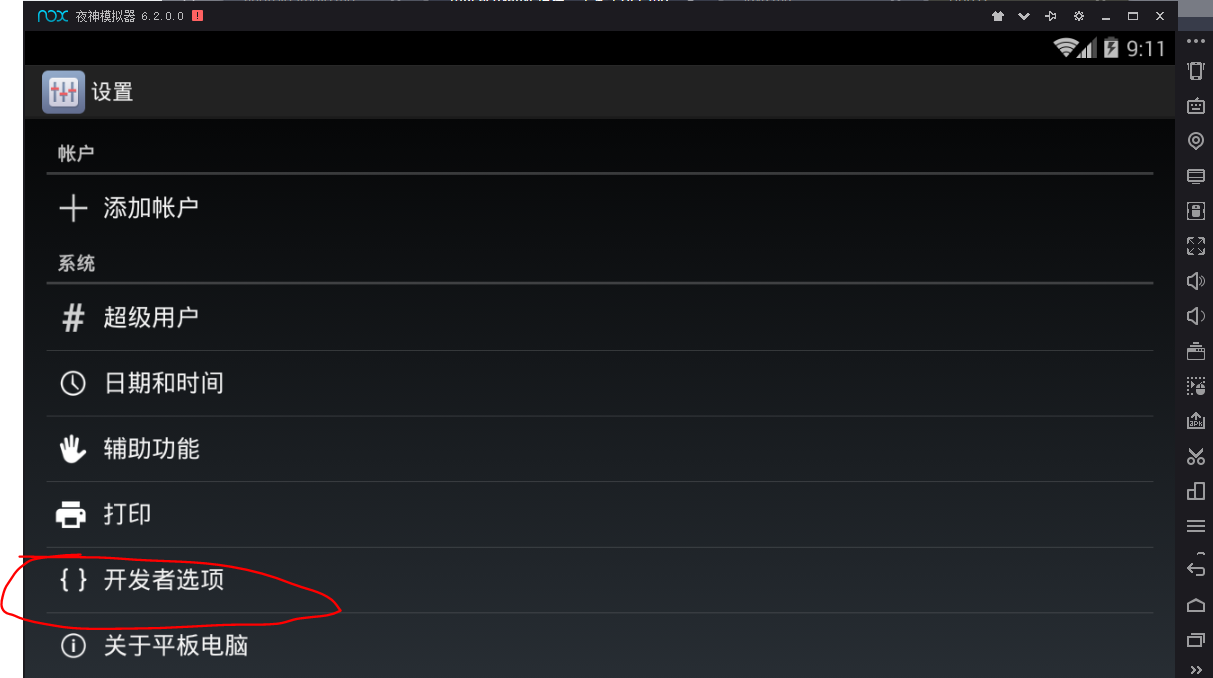 nox 夜神模拟器 6.2.0.0
9:11
设置
帐户
添加帐户
系统
# 超级用户
日期和时间
辅助功能
打印
{ } 开发者选项
关于平板电脑